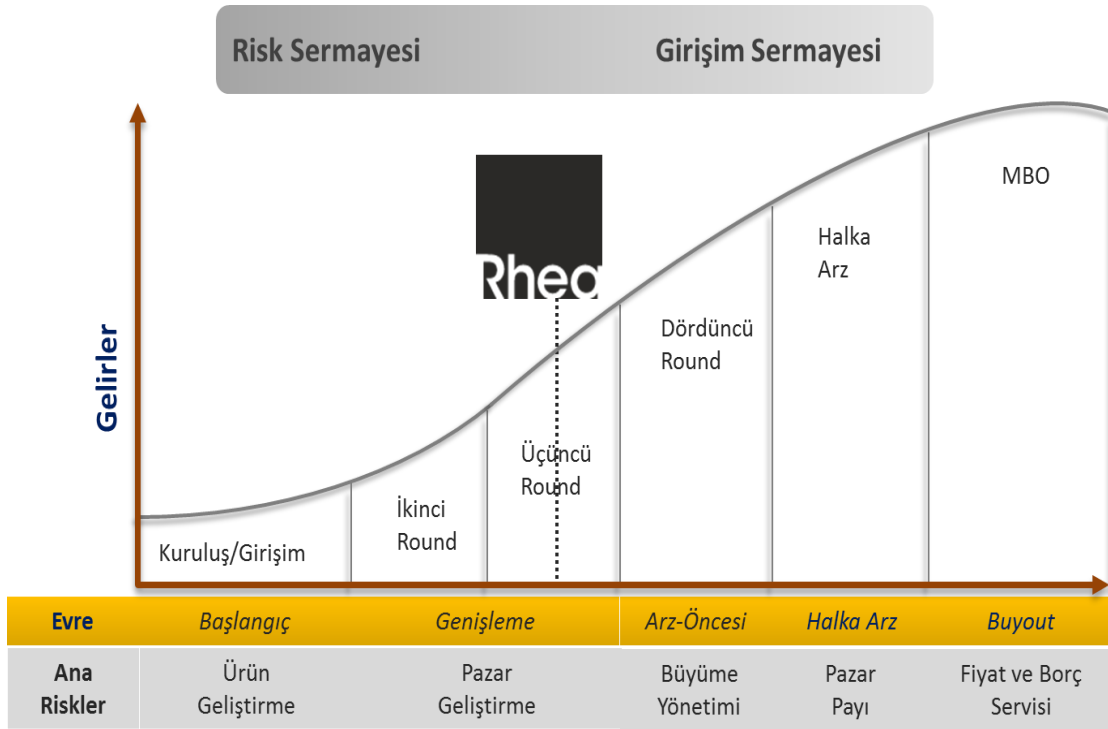 Risk Sermayesi Girişim Sermayesi
MBO
Halka
Arz
Rhea
Dördüncü
Round
Gelirler
Üçüncü
Round
İkinci
Round
Kuruluş/Girişim
Evre Başlangıç Genişleme Arz-Öncesi Halka Arz Buyout
Ana Ürün Pazar Büyüme Pazar Fiyat ve Borç
Riskler Geliştirme Geliştirme Yönetimi Payı Servisi